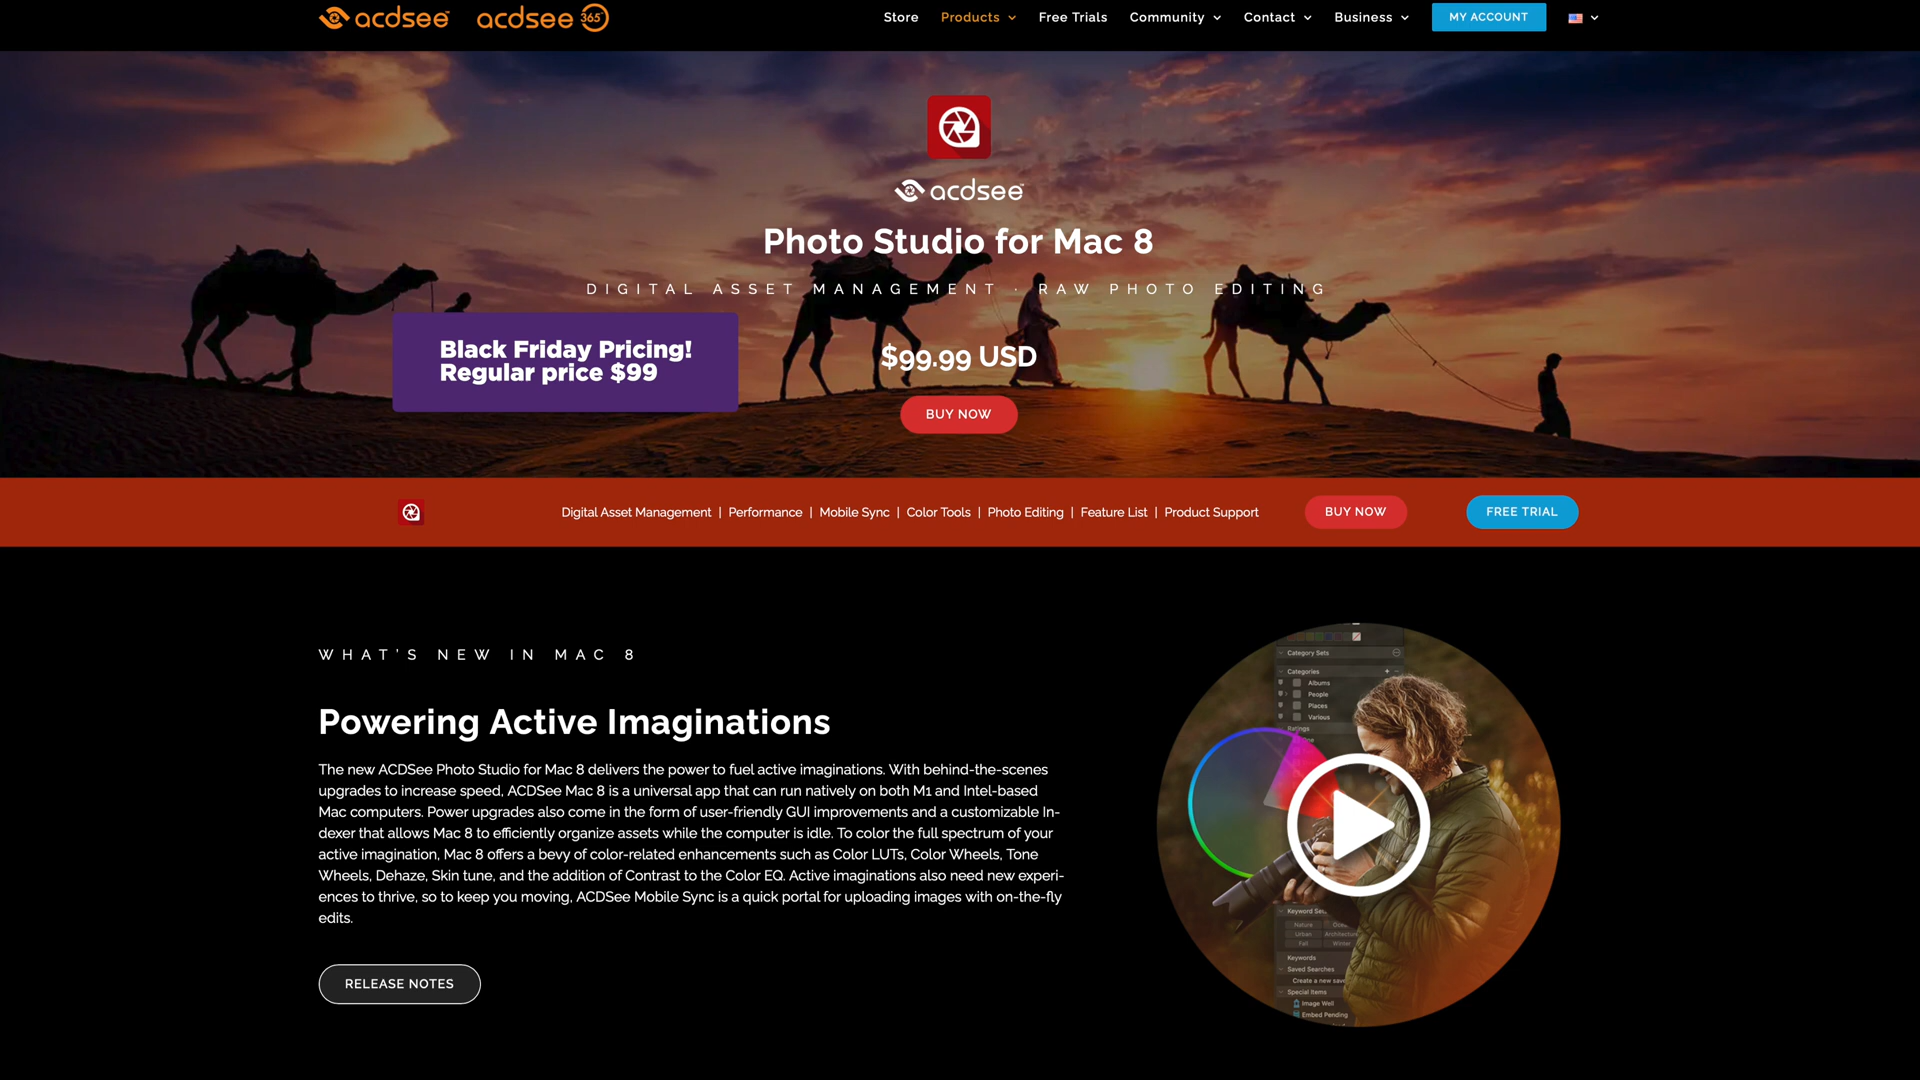 acdsee acdsee 365
Store Products Free Trials Community Contact Business MY ACCOUNT
acdsee
Photo Studio for Mac 8
DIGITAL ASSET MANAGEMENT · RAW PHOTO EDITING
Black Friday Pricing!
Regular price $99
$99.99 USD
BUY NOW
Digital Asset Management | Performance | Mobile Sync | Color Tools | Photo Editing | Feature List | Product Support
BUY NOW
FREE TRIAL
WHAT'S NEW IN MAC 8
Powering Active Imaginations
The new ACDSee Photo Studio for Mac 8 delivers the power to fuel active imaginations. With behind-the-scenes
upgrades to increase speed, ACDSee Mac 8 is a universal app that can run natively on both M1 and Intel-based
Mac computers. Power upgrades also come in the form of user-friendly GUI improvements and a customizable In-
dexer that allows Mac 8 to efficiently organize assets while the computer is idle. To color the full spectrum of your
active imagination, Mac 8 offers a bevy of color-related enhancements such as Color LUTs, Color Wheels, Tone
Wheels, Dehaze, Skin tune, and the addition of Contrast to the Color EQ. Active imaginations also need new experi-
ences to thrive, so to keep you moving, ACDSee Mobile Sync is a quick portal for uploading images with on-the-fly
edits.
RELEASE NOTES
Category Sets
Categories
Albums
People
Places
Various
Ratings
Keyword Set
Nature
Urban Architecture
Fall Winter
Keywords
Saved Searches
Create a new
Special Items
Image Well
Embed Pending